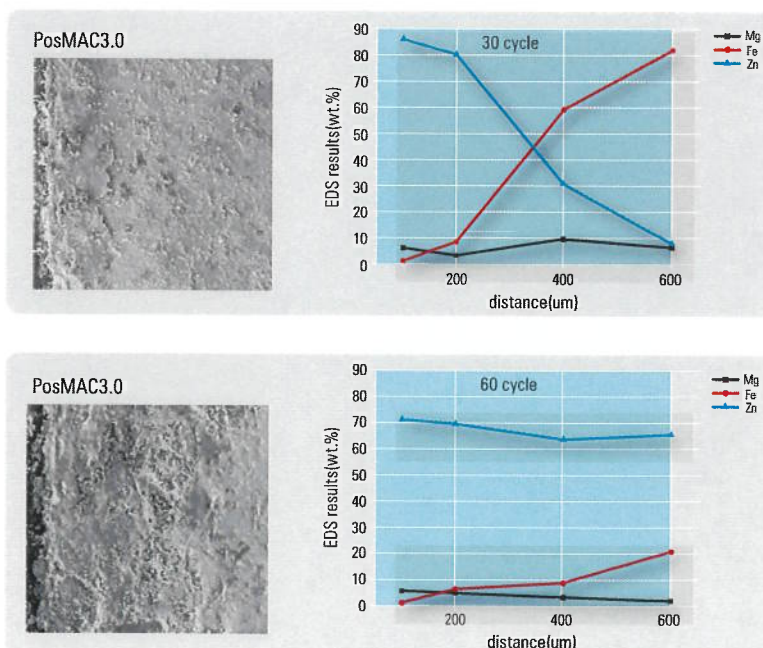 PosMAC3.0
30 cycle
EDS results(wt.%)
90
80
70
60
50
40
30
20
10
0
200
400
600
distance(um)
Mg
Fe
Zn
PosMAC3.0
60 cycle
EDS results(wt.%)
90
80
70
60
50
40
30
20
10
0
200
400
600
distance(um)
Mg
Fe
Zn